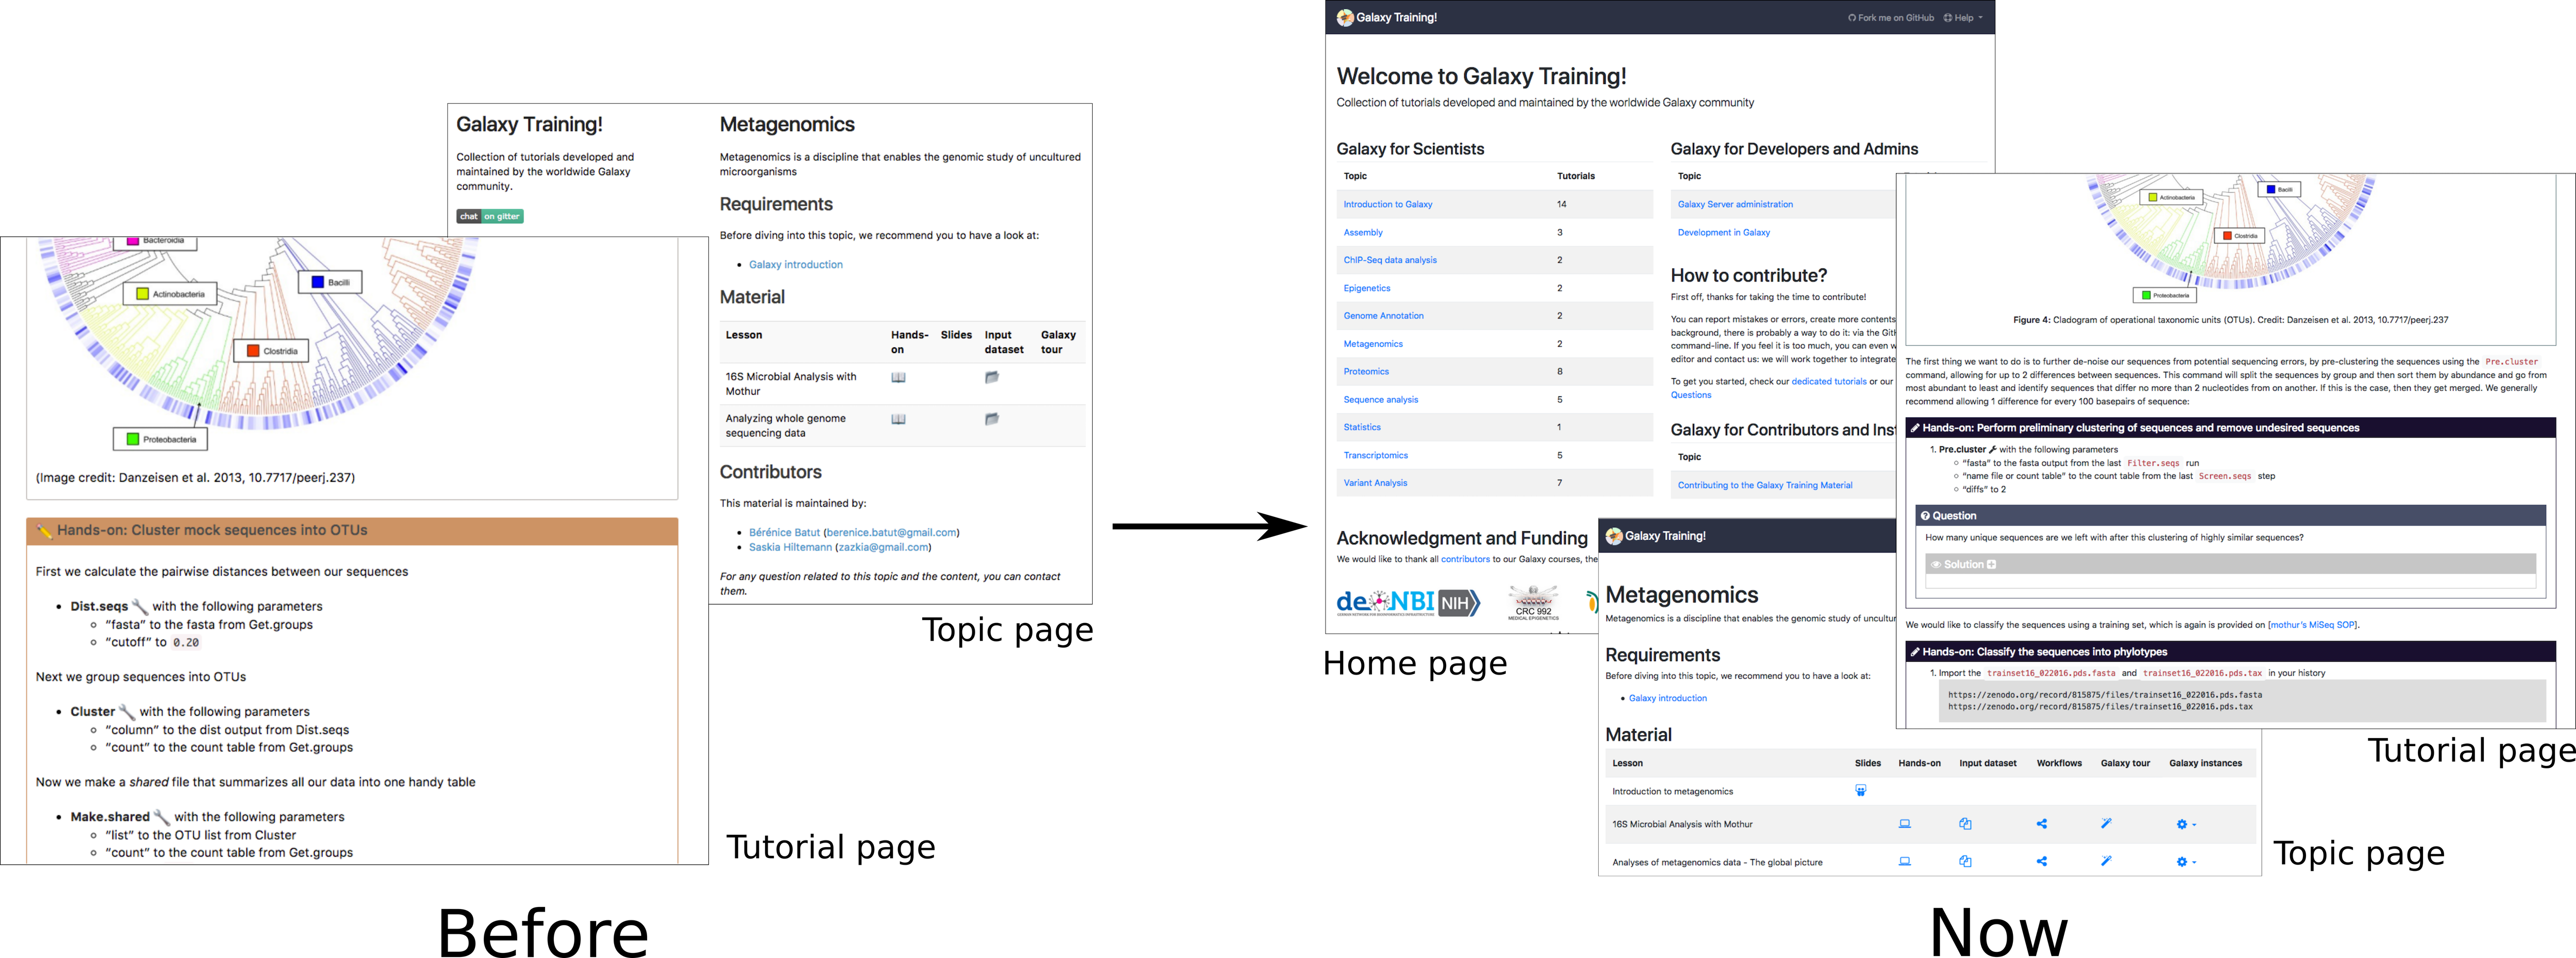 Galaxy Training!
Collection of tutorials developed and
maintained by the worldwide Galaxy
community.
chat on gitter
Metagenomics
Metagenomics is a discipline that enables the genomic study of uncultured
microorganisms
Requirements
Before diving into this topic, we recommend you to have a look at:
• Galaxy introduction
Material
Lesson Hands-on Slides Input dataset Galaxy tour
16S Microbial Analysis with
Mothur
Analyzing whole genome
sequencing data
Contributors
This material is maintained by:
• Bérénice Batut (berenice.batut@gmail.com)
• Saskia Hiltemann (zazkia@gmail.com)
For any question related to this topic and the content, you can contact
them.
Topic page
Bacteroidia
Bacilli
Actinobacteria
Clostridia
Proteobacteria
(Image credit: Danzeisen et al. 2013, 10.7717/peerj.237)
Hands-on: Cluster mock sequences into OTUs
First we calculate the pairwise distances between our sequences
• Dist.seqs with the following parameters
◦ “fasta” to the fasta from Get.groups
◦ “cutoff” to 0.20
Next we group sequences into OTUs
• Cluster with the following parameters
◦ “column” to the dist output from Dist.seqs
◦ “count” to the count table from Get.groups
Now we make a shared file that summarizes all our data into one handy table
• Make.shared with the following parameters
◦ “list” to the OTU list from Cluster
◦ “count” to the count table from Get.groups
Tutorial page
Before
Galaxy Training!
Fork me on GitHub Help
Welcome to Galaxy Training!
Collection of tutorials developed and maintained by the worldwide Galaxy community
Galaxy for Scientists
Topic Tutorials
Introduction to Galaxy 14
Assembly 3
ChIP-Seq data analysis 2
Epigenetics 2
Genome Annotation 2
Metagenomics 2
Proteomics 8
Sequence analysis 5
Statistics 1
Transcriptomics 5
Variant Analysis 7
Galaxy for Developers and Admins
Topic
Galaxy Server administration
Development in Galaxy
How to contribute?
First off, thanks for taking the time to contribute!
You can report mistakes or errors, create more contents
background, there is probably a way to do it: via the Git
command-line. If you feel it is too much, you can even w
editor and contact us: we will work together to integrate
To get you started, check our dedicated tutorials or our
Questions
Galaxy for Contributors and Inst
Topic
Contributing to the Galaxy Training Material
Acknowledgment and Funding
We would like to thank all contributors to our Galaxy courses, the
de NBI
NIH
CRC 992
MEDICAL EPIGENETICS
Home page
Galaxy Training!
Metagenomics
Metagenomics is a discipline that enables the genomic study of uncultur
Requirements
Before diving into this topic, we recommend you to have a look at:
• Galaxy introduction
Material
Lesson Slides Hands-on Input dataset Workflows Galaxy tour Galaxy instances
Introduction to metagenomics
16S Microbial Analysis with Mothur
Analyses of metagenomics data - The global picture
Topic page
Bacilli
Actinobacteria
Clostridia
Proteobacteria
Figure 4: Cladogram of operational taxonomic units (OTUs). Credit: Danzeisen et al. 2013, 10.7717/peerj.237
The first thing we want to do is to further de-noise our sequences from potential sequencing errors, by pre-clustering the sequences using the Pre.cluster
command, allowing for up to 2 differences between sequences. This command will split the sequences by group and then sort them by abundance and go from
most abundant to least and identify sequences that differ no more than 2 nucleotides from on another. If this is the case, then they get merged. We generally
recommend allowing 1 difference for every 100 basepairs of sequence:
Hands-on: Perform preliminary clustering of sequences and remove undesired sequences
1. Pre.cluster with the following parameters
◦ “fasta” to the fasta output from the last Filter.seqs run
◦ “name file or count table” to the count table from the last Screen.seqs step
◦ “diffs” to 2
Question
How many unique sequences are we left with after this clustering of highly similar sequences?
Solution
We would like to classify the sequences using a training set, which is again is provided on [mothur's MiSeq SOP].
Hands-on: Classify the sequences into phylotypes
1. Import the trainset16_022016.pds.fasta and trainset16_022016.pds.tax in your history
https://zenodo.org/record/815875/files/trainset16_022016.pds.fasta
https://zenodo.org/record/815875/files/trainset16_022016.pds.tax
Tutorial page
Now